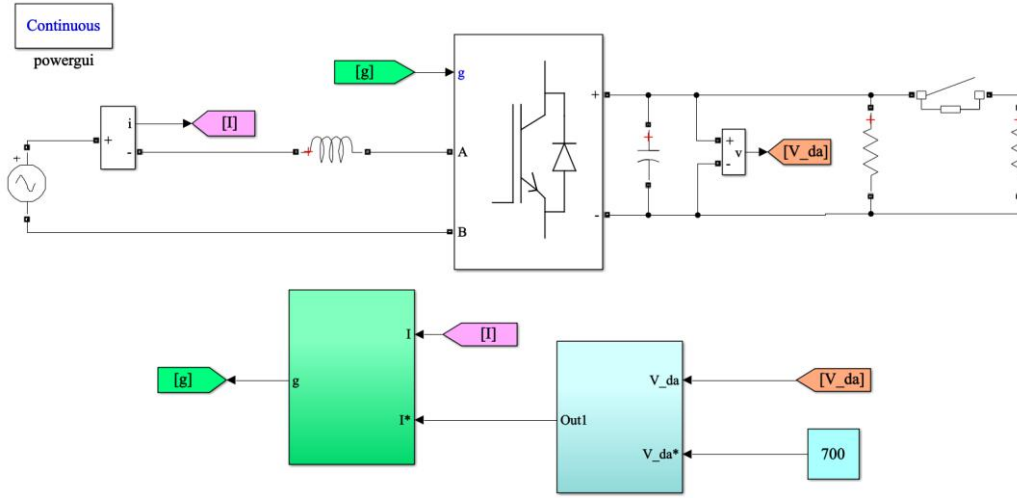 Continuous
powergui
[g]
g
[I]
i
+
-
+
A
B
+
-
+
-
v
[V_da]
[g]
g
I
I*
[I]
Out1
V_da
V_da*
[V_da]
700